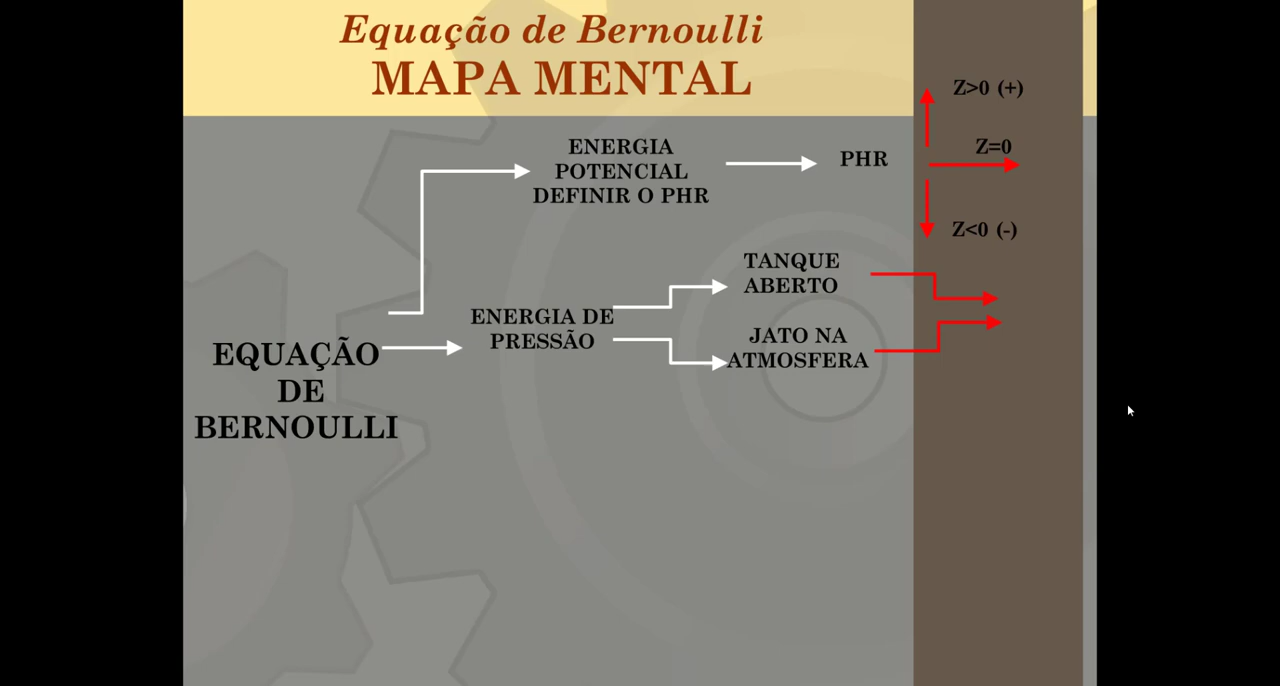 Equação de Bernoulli
MAPA MENTAL
Z>0 (+)
ENERGIA
POTENCIAL
DEFINIR O PHR
PHR
Z=0
Z<0 (-)
TANQUE
ABERTO
ENERGIA DE
PRESSÃO
JATO NA
ATMOSFERA
EQUAÇÃO
DE
BERNOULLI